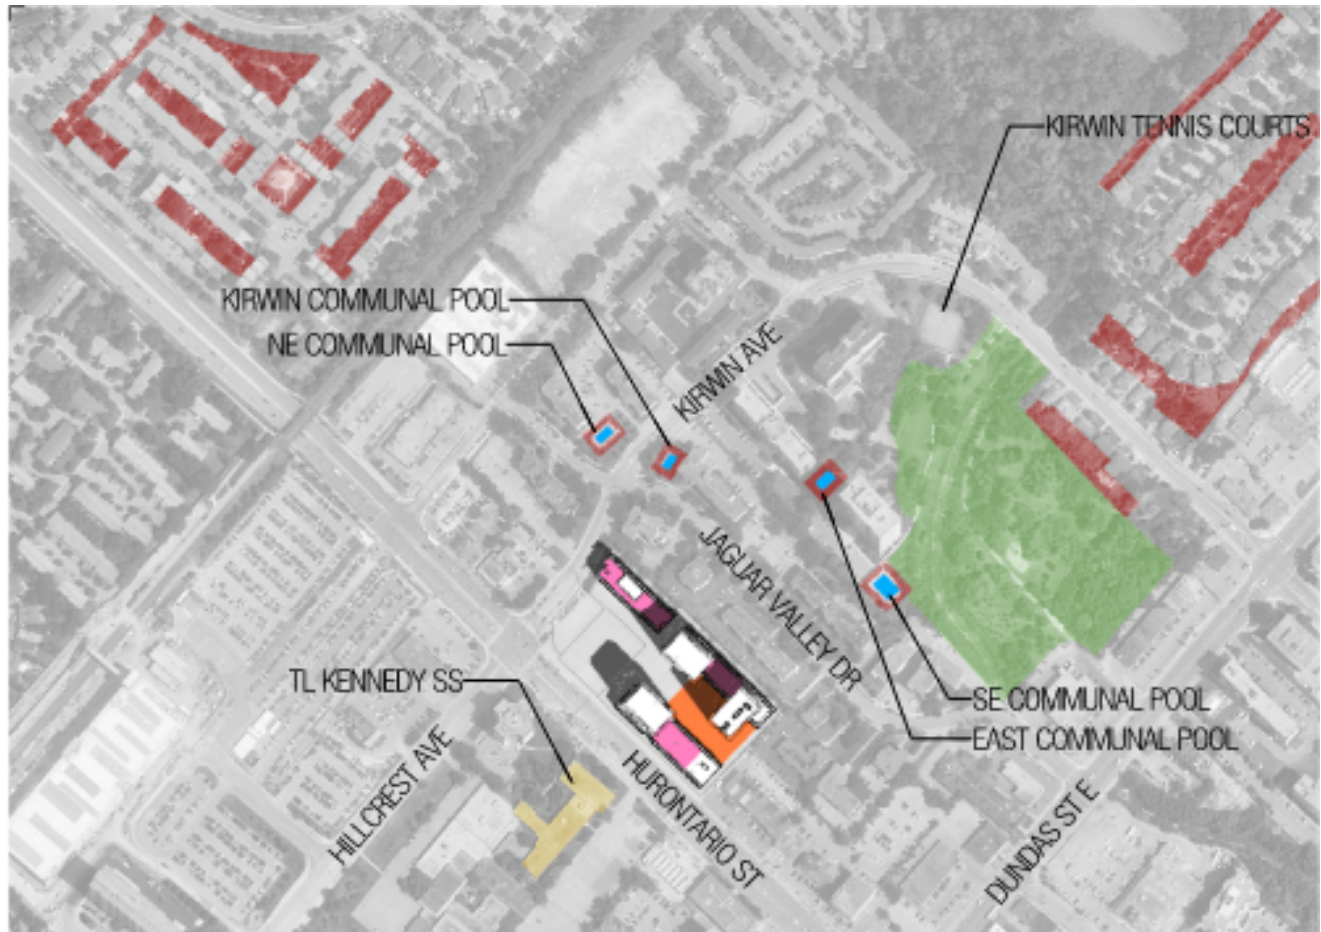 KIRWIN TENNIS COURTS
KIRWIN COMMUNAL POOL
NE COMMUNAL POOL
KIRWIN AVE
JAGUAR VALLEY DR
TL KENNEDY SS
SE COMMUNAL POOL
EAST COMMUNAL POOL
HILLCREST AVE
HURONTARIO ST
DUNDAS ST E